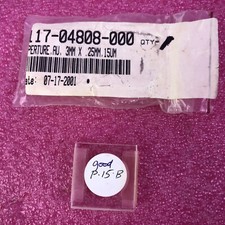 117-04808-000 QTY:
PERTURE.AU. 3MM X .25MM.15UM
ate: 07-17-2001
good
P.15.B